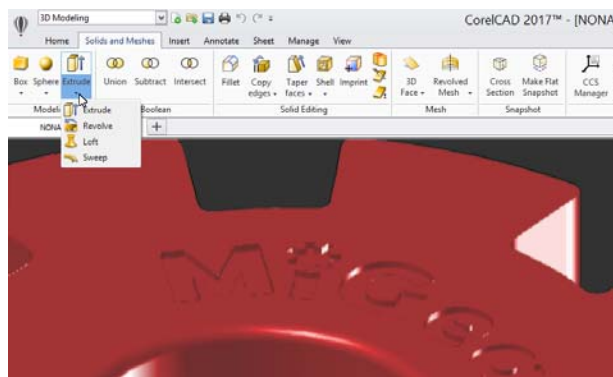 3D Modeling
CorelCAD 2017™ - [NONA
Home Solids and Meshes Insert Annotate Sheet Manage View
Box Sphere Extrude Union Subtract Intersect Fillet Copy edges Taper faces Shell Imprint 3D Face Revolved Mesh Cross Section Make Flat Snapshot CCS Manager
Modeli Boolean Solid Editing Mesh Snapshot
NONA
Extrude
Revolve
Loft
Sweep